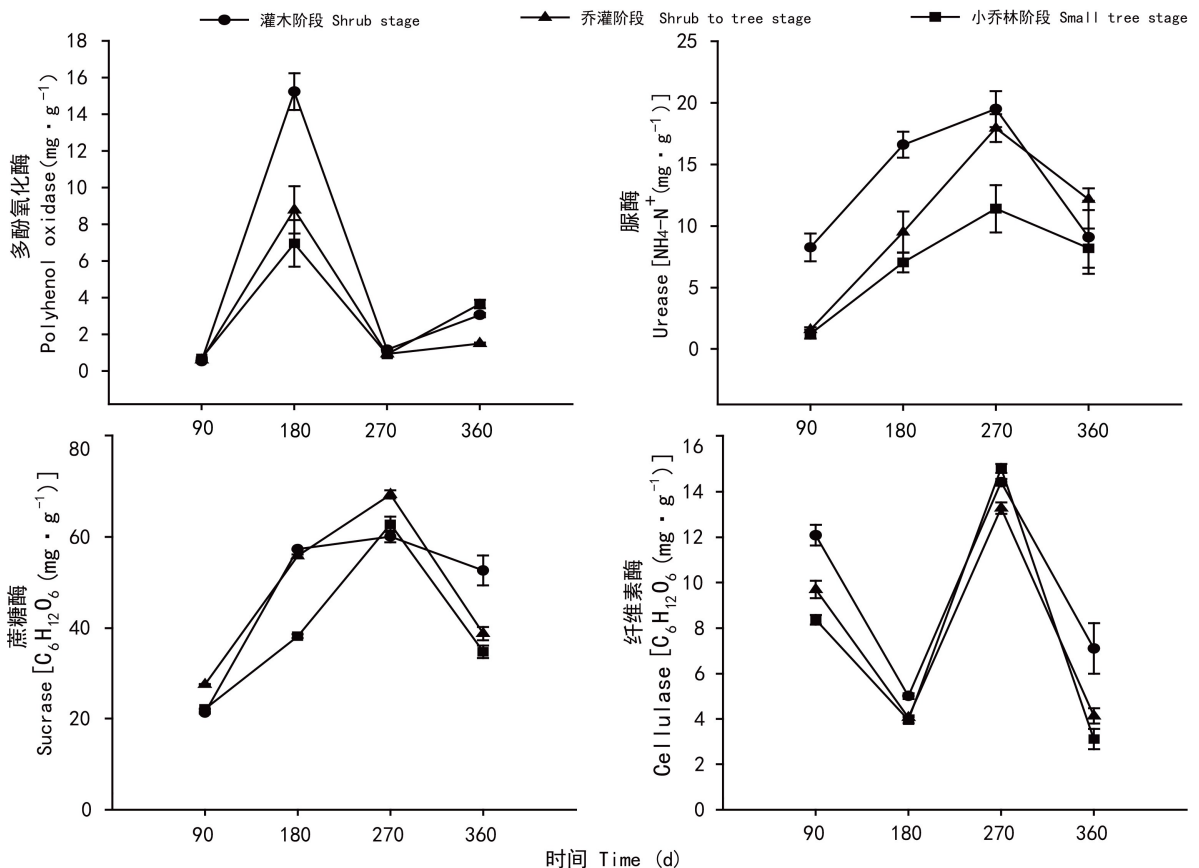 灌木阶段 Shrub stage
乔灌阶段 Shrub to tree stage
小乔林阶段 Small tree stage
多酚氧化酶
Polyhenol oxidase(mg·g⁻¹)
18
16
14
12
10
8
6
4
2
0
90 180 270 360
脲酶
Urease [NH4-N⁺(mg·g⁻¹)]
25
20
15
10
5
0
90 180 270 360
蔗糖酶
Sucrase [C₆H₁₂O₆(mg·g⁻¹)]
80
60
40
20
0
90 180 270 360
纤维素酶
Cellulase [C₆H₁₂O₆(mg·g⁻¹)]
16
14
12
10
8
6
4
2
0
90 180 270 360
时间 Time (d)